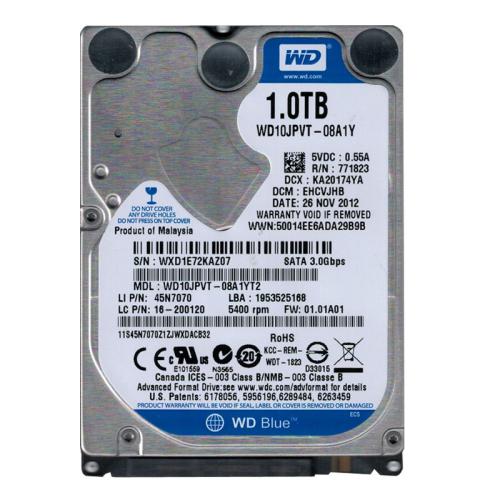 WD
www.wd.com
1.0TB
WD10JPVT-08A1Y
5VDC : 0.55A
R/N : 771823
DCX : KA20174YA
DCM : EHCVJHB
DATE: 26 NOV 2012
WARRANTY VOID IF REMOVED
WWN:50014EE6ADA29B9B
DO NOT COVER
ANY DRIVE HOLES
DO NOT PRESS ON TOP COVER
Product of Malaysia
S/N : WXD1E72KAZ07 SATA 3.0Gbps
MDL : WD10JPVT-08A1YT2
LI P/N: 45N7070 LBA : 1953525168
LC P/N: 16-200120 5400 rpm FW: 01.01A01
11S45N7070Z1ZJWXDACB32
RoHS
KCC-REM-
WDT-1823
E101559 N3565 20 D33015
Canada ICES-003 Class B/NMB-003 Classe B
Advanced Format Drive:see www.wdc.com/advformat for details
U.S. Patents: 6178056, 5956196,6289484, 6263459
PRODUCT WARRANTY WILL BE VOID IF SEAL, LABEL OR COVER IS REMOVED OR DAMAGED
WD Blue™
ECS